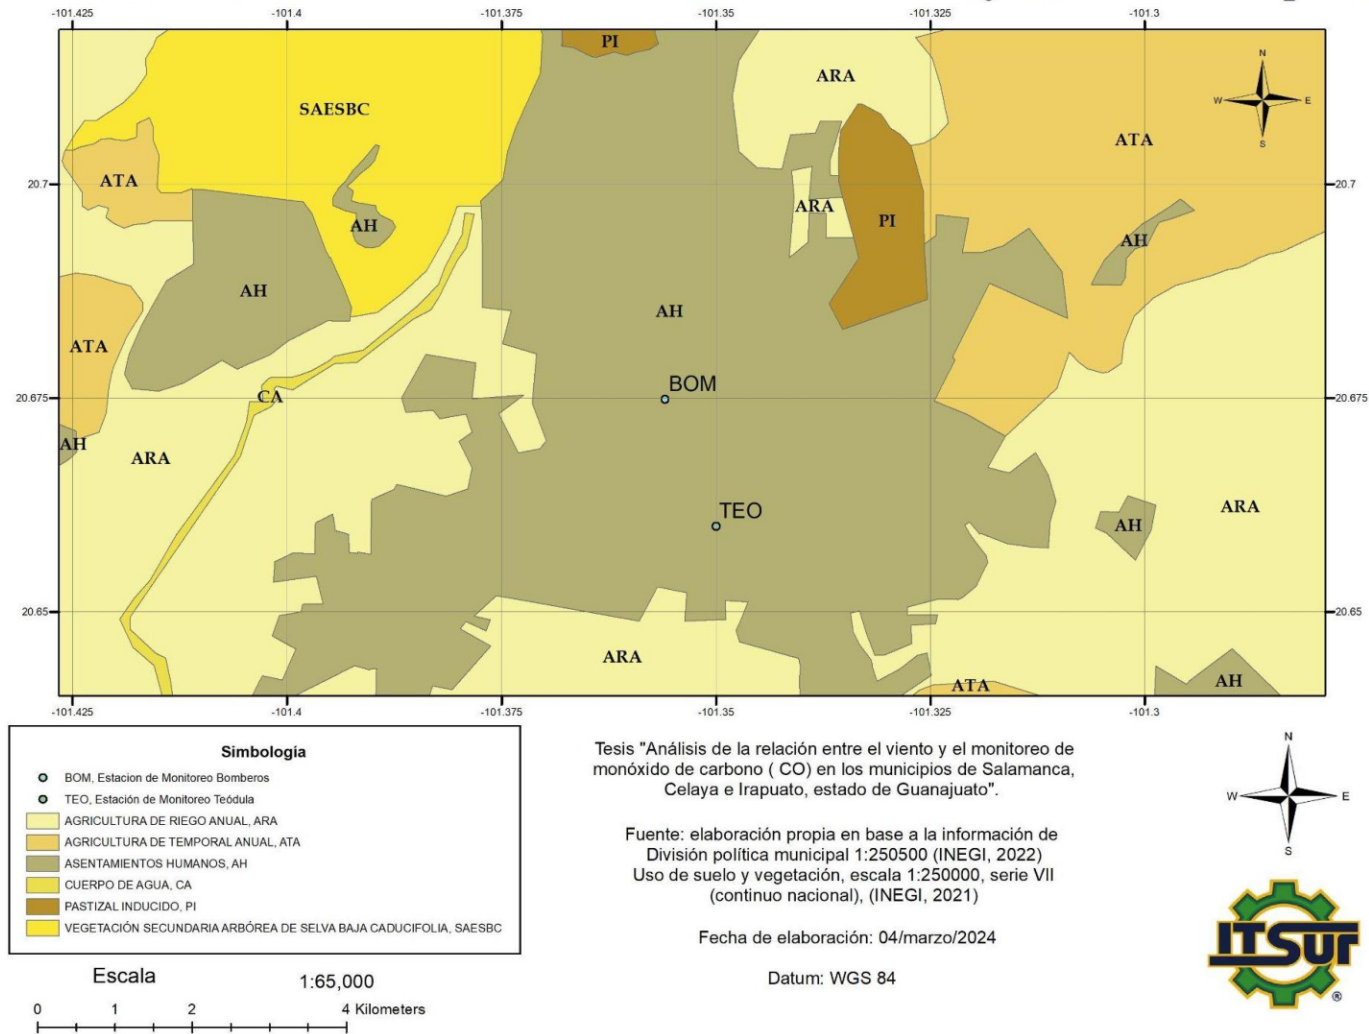 -101.425 -101.4 -101.375 -101.35 -101.325 -101.3
PI
ARA
N
W E
S
SAESBC
ATA
ATA
20.7 20.7
ARA
PI
AH
AH
AH
AH
ATA
BOM
20.675 CA 20.675
AH
ARA
TEO
ARA
AH
20.65 20.65
ARA
ATA
AH
-101.425 -101.4 -101.375 -101.35 -101.325 -101.3
Simbología
BOM, Estacion de Monitoreo Bomberos
TEO, Estación de Monitoreo Teódula
AGRICULTURA DE RIEGO ANUAL, ARA
AGRICULTURA DE TEMPORAL ANUAL, ATA
ASENTAMIENTOS HUMANOS, AH
CUERPO DE AGUA, CA
PASTIZAL INDUCIDO, PI
VEGETACIÓN SECUNDARIA ARBÓREA DE SELVA BAJA CADUCIFOLIA, SAESBC
Escala 1:65,000
0 1 2 4 Kilometers
Tesis "Análisis de la relación entre el viento y el monitoreo de
monóxido de carbono ( CO) en los municipios de Salamanca,
Celaya e Irapuato, estado de Guanajuato".
Fuente: elaboración propia en base a la información de
División política municipal 1:250500 (INEGI, 2022)
Uso de suelo y vegetación, escala 1:250000, serie VII
(continuo nacional), (INEGI, 2021)
Fecha de elaboración: 04/marzo/2024
Datum: WGS 84
N
W E
S
ITSur
®